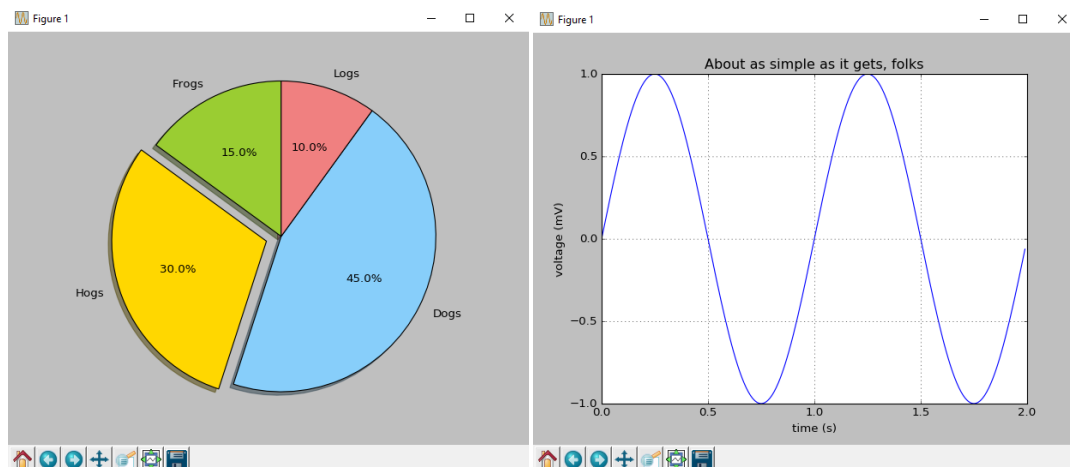 Figure 1
Logs
Frogs
15.0%
10.0%
30.0%
45.0%
Hogs
Dogs
Figure 1
About as simple as it gets, folks
1.0
0.5
0.0
−0.5
−1.0
voltage (mV)
0.0 0.5 1.0 1.5 2.0
time (s)